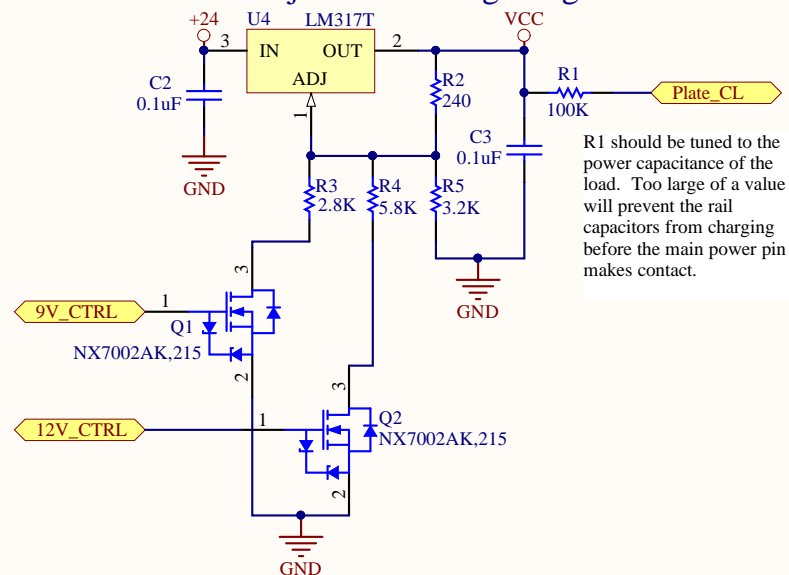 +24
U4
LM317T
VCC
3
IN
OUT
2
ADJ
1
C2
0.1uF
GND
R2
240
R1
100K
Plate_CL
C3
0.1uF
R1 should be tuned to the
power capacitance of the
load. Too large of a value
will prevent the rail
capacitors from charging
before the main power pin
makes contact.
R3
2.8K
R4
5.8K
R5
3.2K
GND
3
9V_CTRL
1
Q1
NX7002AK,215
2
3
12V_CTRL
1
Q2
NX7002AK,215
2
GND